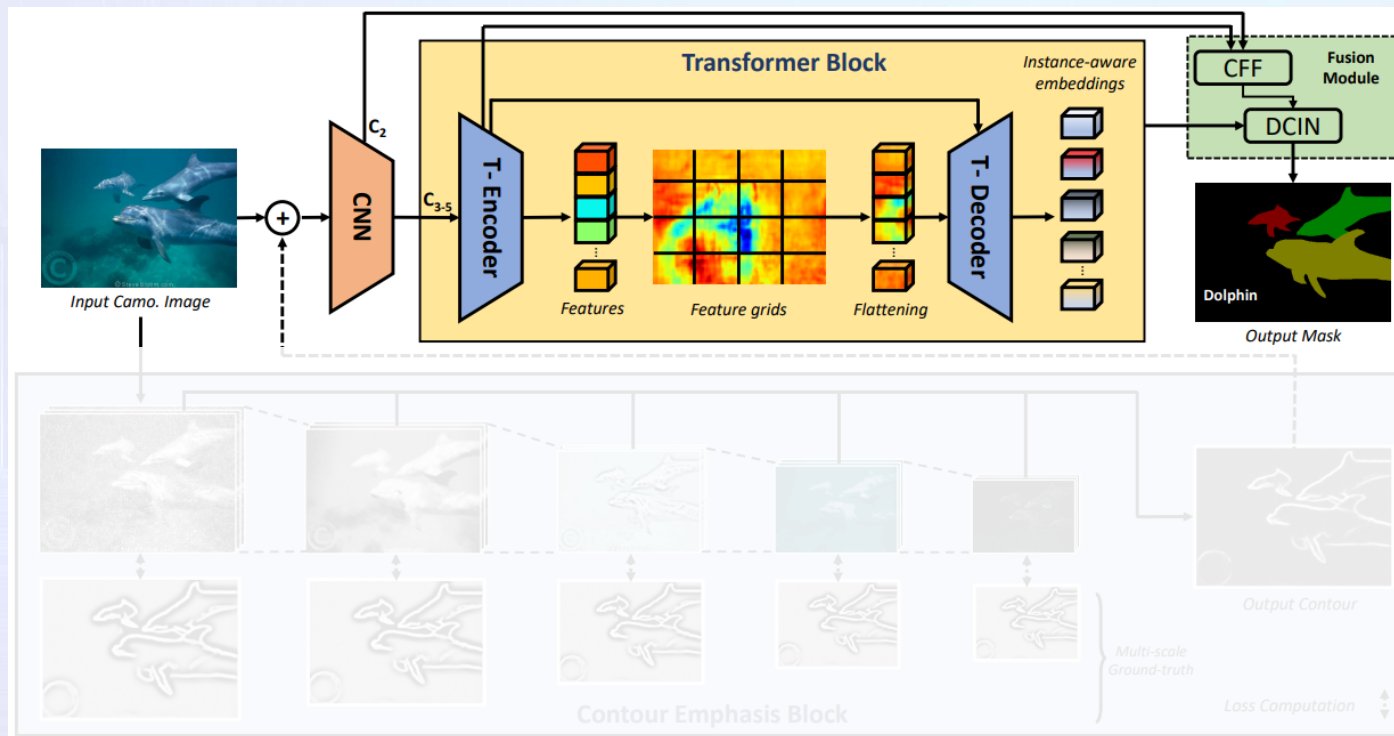 Transformer Block
Instance-aware
embeddings
Fusion
Module
CFF
DCIN
C2
C3-5
CNN
T- Encoder
T- Decoder
+
©
Input Camo. Image
Features
Feature grids
Flattening
Dolphin
Output Mask
Output Contour
Multi-scale
Ground-truth
Contour Emphasis Block
Loss Computation